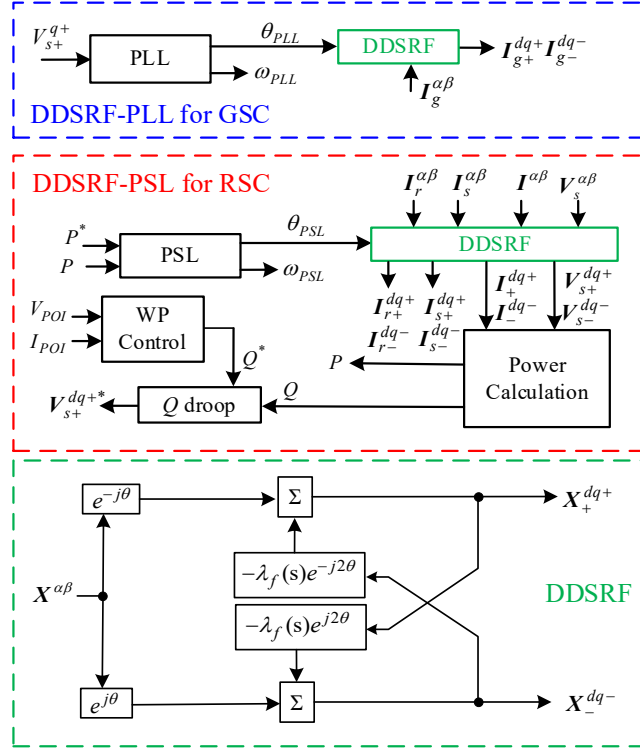 V_{s+}^{q+}
PLL
θ_{PLL}
ω_{PLL}
DDSRF
I_{g+}^{dq+} I_{g-}^{dq-}
I_g^{αβ}
DDSRF-PLL for GSC
DDSRF-PSL for RSC
I_r^{αβ} I_s^{αβ} I^{αβ} V_s^{αβ}
P^*
P
PSL
θ_{PSL}
ω_{PSL}
DDSRF
I_{r+}^{dq+} I_{s+}^{dq+} I_+^{dq+} V_{s+}^{dq+}
I_{r-}^{dq-} I_{s-}^{dq-} I_-^{dq-} V_{s-}^{dq-}
V_{POI}
I_{POI}
WP
Control
Q^*
P
Power
Calculation
V_{s+}^{dq+*}
Q droop
Q
e^{-jθ}
Σ
X_+^{dq+}
-λ_f(s)e^{-j2θ}
X^{αβ}
DDSRF
-λ_f(s)e^{j2θ}
e^{jθ}
Σ
X_-^{dq-}